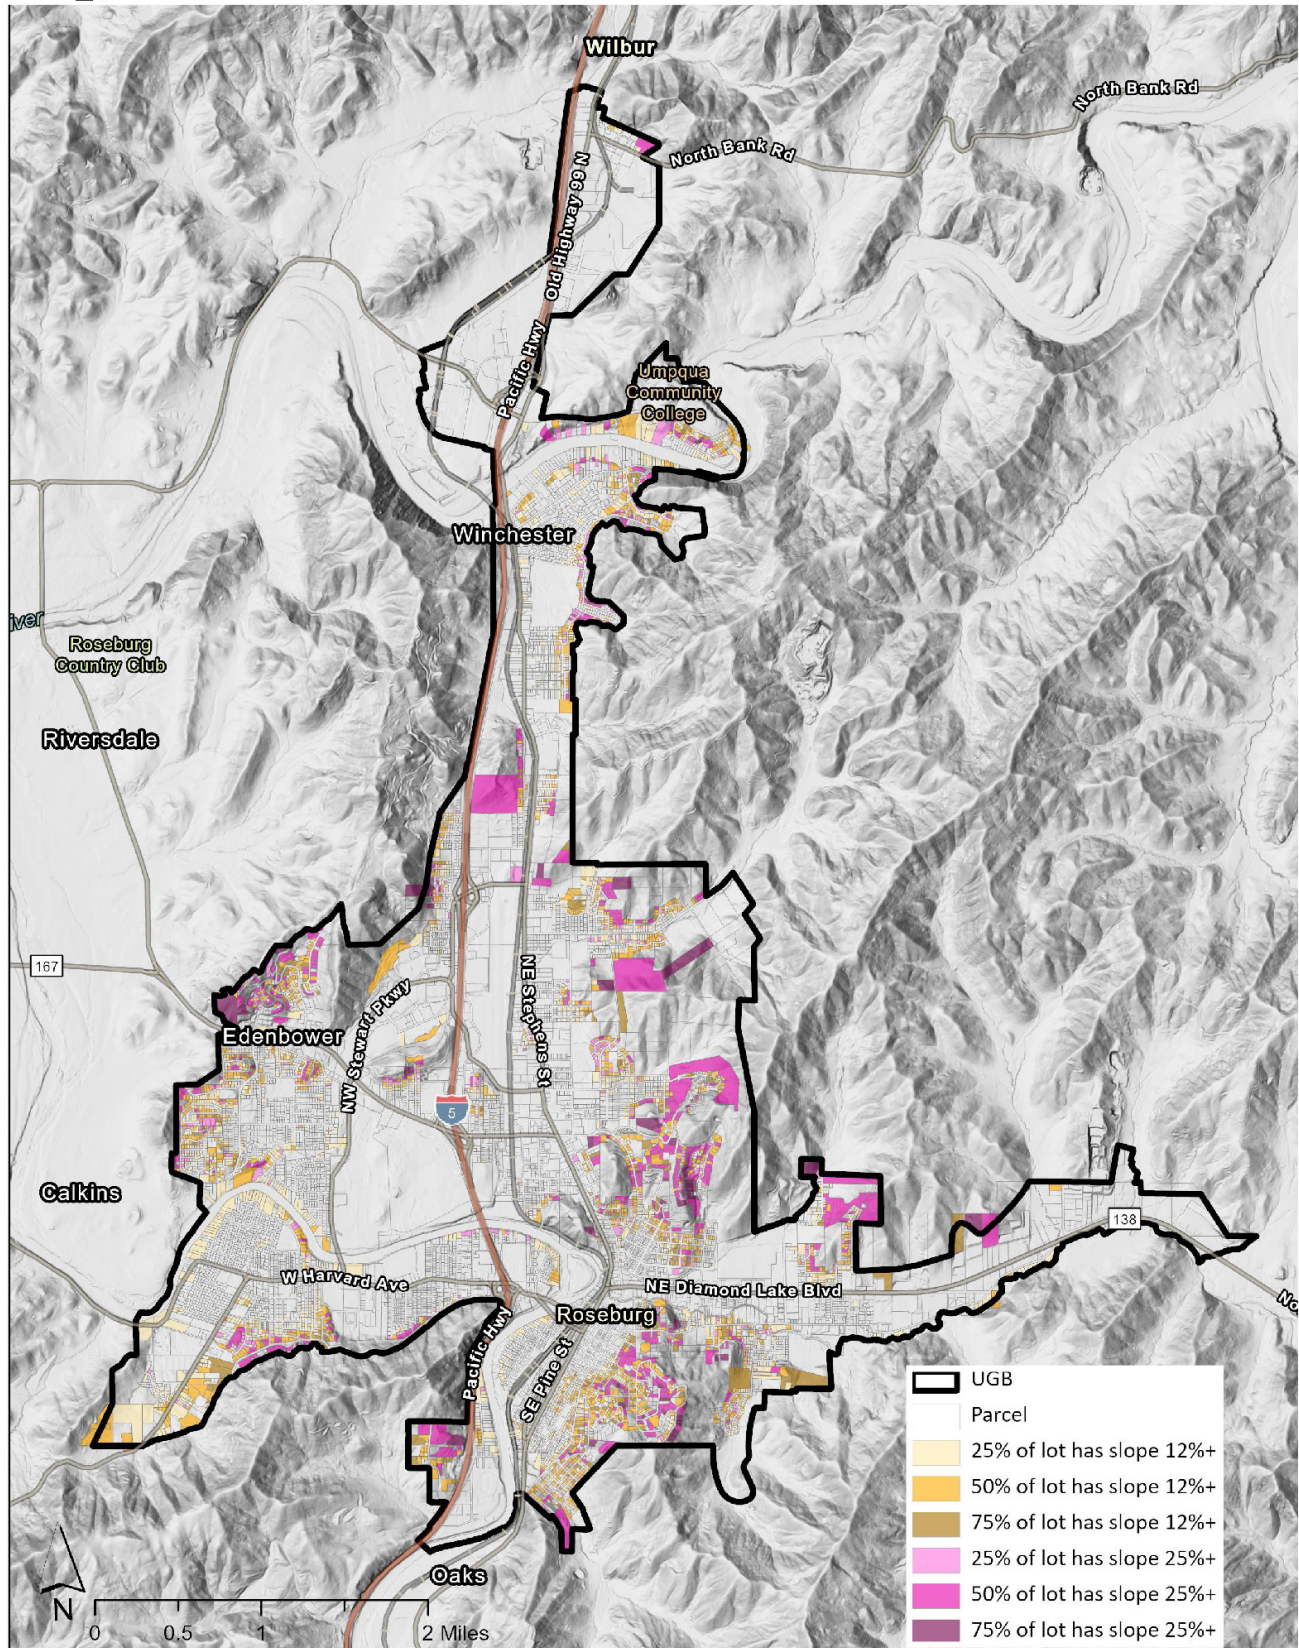 Wilbur
North Bank Rd
North Bank Rd
Old Highway 99 N
Pacific Hwy
Umpqua
Community
College
Winchester
iver
Roseburg
Country Club
Riversdale
167
NE Stephens St
NW Stewart Pkwy
Edenbower
5
Calkins
138
W Harvard Ave
NE Diamond Lake Blvd
No
Roseburg
Pacific Hwy
SE Pine St
Oaks
N
0 0.5 1 2 Miles
UGB
Parcel
25% of lot has slope 12%+
50% of lot has slope 12%+
75% of lot has slope 12%+
25% of lot has slope 25%+
50% of lot has slope 25%+
75% of lot has slope 25%+